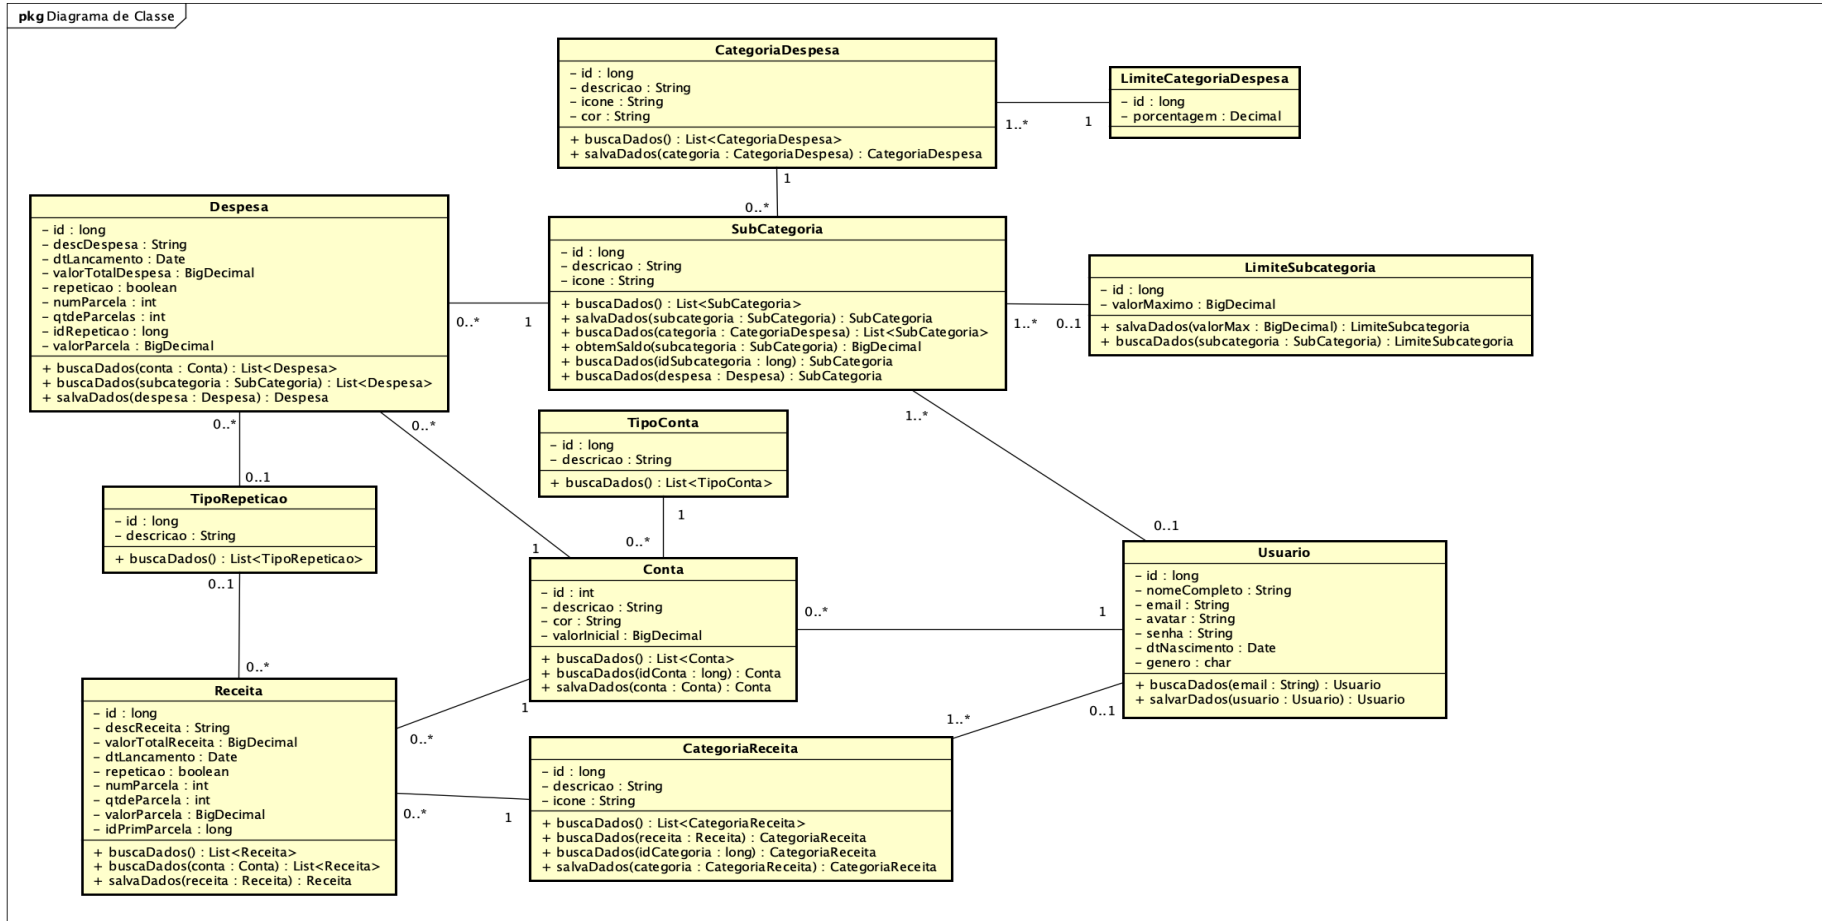 pkg Diagrama de Classe
CategoriaDespesa
– id : long
– descricao : String
– icone : String
– cor : String
+ buscaDados() : List<CategoriaDespesa>
+ salvaDados(categoria : CategoriaDespesa) : CategoriaDespesa
LimiteCategoriaDespesa
– id : long
– porcentagem : Decimal
1..*
1
1
0..*
Despesa
– id : long
– descDespesa : String
– dtLancamento : Date
– valorTotalDespesa : BigDecimal
– repeticao : boolean
– numParcela : int
– qtdeParcelas : int
– idRepeticao : long
– valorParcela : BigDecimal
+ buscaDados(conta : Conta) : List<Despesa>
+ buscaDados(subcategoria : SubCategoria) : List<Despesa>
+ salvaDados(despesa : Despesa) : Despesa
0..*
1
SubCategoria
– id : long
– descricao : String
– icone : String
+ buscaDados() : List<SubCategoria>
+ salvaDados(subcategoria : SubCategoria) : SubCategoria
+ buscaDados(categoria : CategoriaDespesa) : List<SubCategoria>
+ obtemSaldo(subcategoria : SubCategoria) : BigDecimal
+ buscaDados(idSubcategoria : long) : SubCategoria
+ buscaDados(despesa : Despesa) : SubCategoria
1..*
0..1
LimiteSubcategoria
– id : long
– valorMaximo : BigDecimal
+ salvaDados(valorMax : BigDecimal) : LimiteSubcategoria
+ buscaDados(subcategoria : SubCategoria) : LimiteSubcategoria
0..*
0..*
1..*
0..1
TipoRepeticao
– id : long
– descricao : String
+ buscaDados() : List<TipoRepeticao>
0..1
0..*
TipoConta
– id : long
– descricao : String
+ buscaDados() : List<TipoConta>
1
0..*
1
0..1
Conta
– id : int
– descricao : String
– cor : String
– valorInicial : BigDecimal
+ buscaDados() : List<Conta>
+ buscaDados(idConta : long) : Conta
+ salvaDados(conta : Conta) : Conta
0..*
1
Usuario
– id : long
– nomeCompleto : String
– email : String
– avatar : String
– senha : String
– dtNascimento : Date
– genero : char
+ buscaDados(email : String) : Usuario
+ salvarDados(usuario : Usuario) : Usuario
Receita
– id : long
– descReceita : String
– valorTotalReceita : BigDecimal
– dtLancamento : Date
– repeticao : boolean
– numParcela : int
– qtdeParcela : int
– valorParcela : BigDecimal
– idPrimParcela : long
+ buscaDados() : List<Receita>
+ buscaDados(conta : Conta) : List<Receita>
+ salvaDados(receita : Receita) : Receita
1
0..*
1..*
0..1
0..*
1
CategoriaReceita
– id : long
– descricao : String
– icone : String
+ buscaDados() : List<CategoriaReceita>
+ buscaDados(receita : Receita) : CategoriaReceita
+ buscaDados(idCategoria : long) : CategoriaReceita
+ salvaDados(categoria : CategoriaReceita) : CategoriaReceita